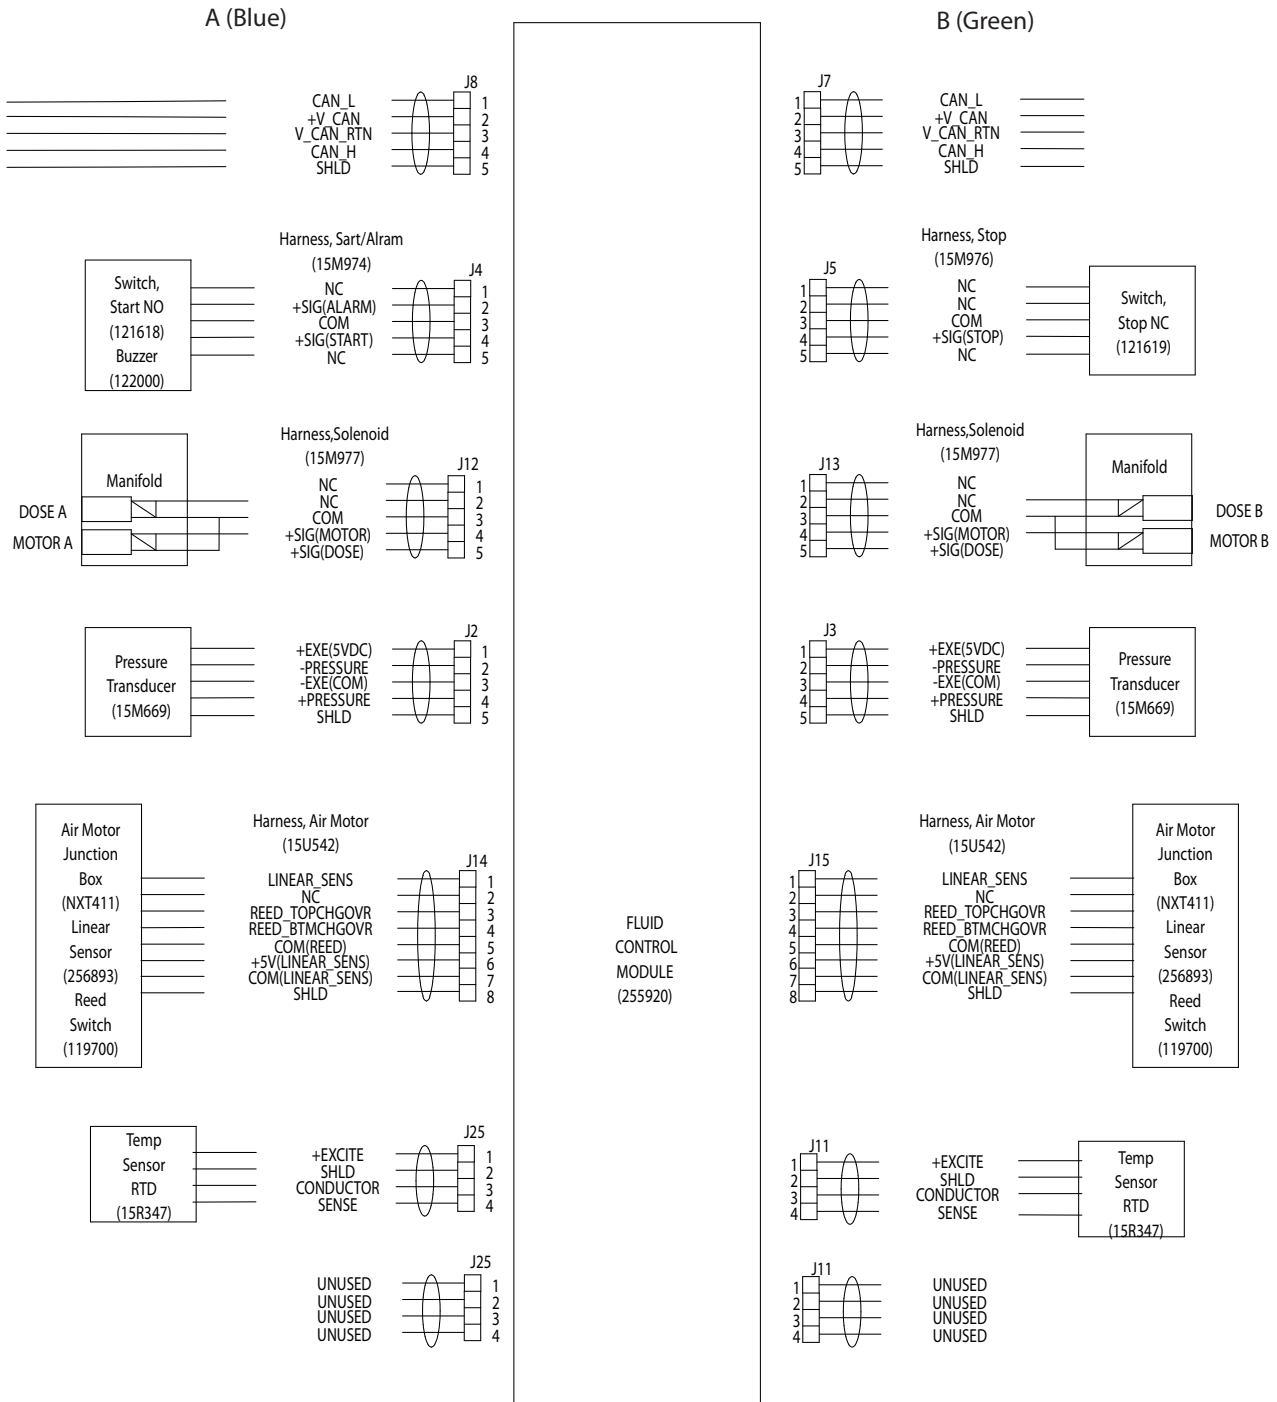 A (Blue)
J8
CAN_L 1
+V_CAN 2
V_CAN_RTN 3
CAN_H 4
SHLD 5
Harness, Sart/Alram
(15M974)
J4
Switch,
Start NO
(121618)
Buzzer
(122000)
NC 1
+SIG(ALARM) 2
COM 3
+SIG(START) 4
NC 5
Harness,Solenoid
(15M977)
J12
Manifold
DOSE A
MOTOR A
NC 1
NC 2
COM 3
+SIG(MOTOR) 4
+SIG(DOSE) 5
J2
Pressure
Transducer
(15M669)
+EXE(5VDC) 1
-PRESSURE 2
-EXE(COM) 3
+PRESSURE 4
SHLD 5
Harness, Air Motor
(15U542)
J14
Air Motor
Junction
Box
(NXT411)
Linear
Sensor
(256893)
Reed
Switch
(119700)
LINEAR_SENS 1
NC 2
REED_TOPCHGOVR 3
REED_BTMCHGOVR 4
COM(REED) 5
+5V(LINEAR_SENS) 6
COM(LINEAR_SENS) 7
SHLD 8
J25
Temp
Sensor
RTD
(15R347)
+EXCITE 1
SHLD 2
CONDUCTOR 3
SENSE 4
J25
UNUSED 1
UNUSED 2
UNUSED 3
UNUSED 4
FLUID
CONTROL
MODULE
(255920)
B (Green)
J7
1 CAN_L
2 +V_CAN
3 V_CAN_RTN
4 CAN_H
5 SHLD
Harness, Stop
(15M976)
J5
1 NC
2 NC
3 COM
4 +SIG(STOP)
5 NC
Switch,
Stop NC
(121619)
Harness,Solenoid
(15M977)
J13
1 NC
2 NC
3 COM
4 +SIG(MOTOR)
5 +SIG(DOSE)
Manifold
DOSE B
MOTOR B
J3
1 +EXE(5VDC)
2 -PRESSURE
3 -EXE(COM)
4 +PRESSURE
5 SHLD
Pressure
Transducer
(15M669)
Harness, Air Motor
(15U542)
J15
1 LINEAR_SENS
2 NC
3 REED_TOPCHGOVR
4 REED_BTMCHGOVR
5 COM(REED)
6 +5V(LINEAR_SENS)
7 COM(LINEAR_SENS)
8 SHLD
Air Motor
Junction
Box
(NXT411)
Linear
Sensor
(256893)
Reed
Switch
(119700)
J11
1 +EXCITE
2 SHLD
3 CONDUCTOR
4 SENSE
Temp
Sensor
RTD
(15R347)
J11
1 UNUSED
2 UNUSED
3 UNUSED
4 UNUSED